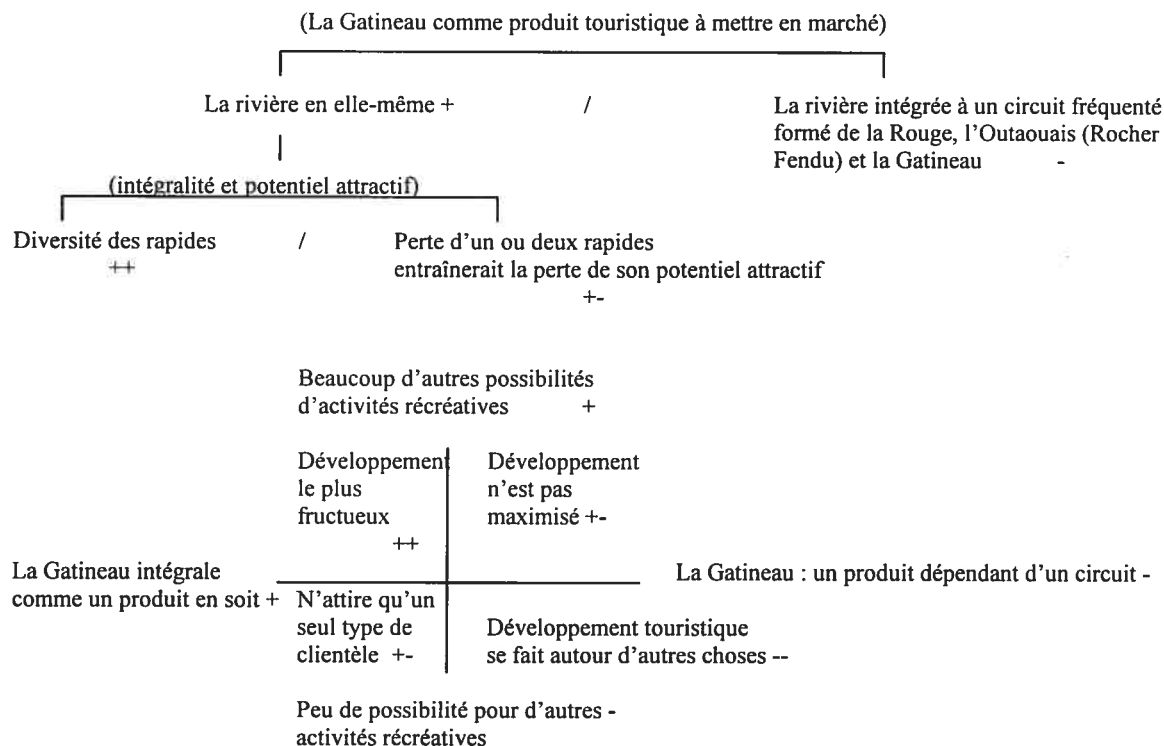 (La Gatineau comme produit touristique à mettre en marché)
La rivière en elle-même +
/
La rivière intégrée à un circuit fréquenté
formé de la Rouge, l'Outaouais (Rocher
Fendu) et la Gatineau -
(intégralité et potentiel attractif)
Diversité des rapides
++
/
Perte d'un ou deux rapides
entraînerait la perte de son potentiel attractif
+-
Beaucoup d'autres possibilités
d'activités récréatives +
Développement
le plus
fructueux
++
Développement
n'est pas
maximisé +-
La Gatineau intégrale
comme un produit en soit +
La Gatineau : un produit dépendant d'un circuit -
N'attire qu'un
seul type de
clientèle +-
Développement touristique
se fait autour d'autres choses --
Peu de possibilité pour d'autres -
activités récréatives